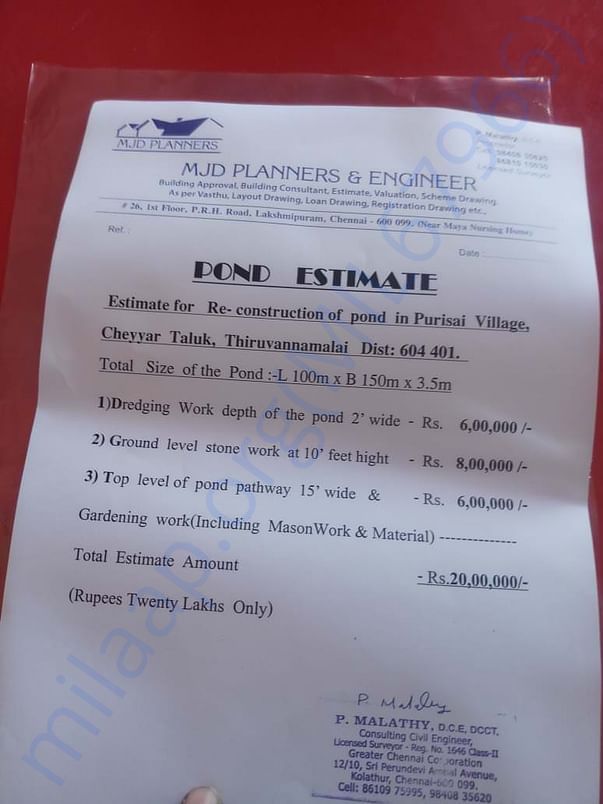 MJD PLANNERS
P. Malathy, D.C.E
MJD PLANNERS & ENGINEER
Building Approval, Building Consultant, Estimate, Valuation, Scheme Drawing.
As per Vasthu, Layout Drawing, Loan Drawing, Registration Drawing etc.,
# 26, 1st Floor, P.R.H. Road, Lakshmipuram, Chennai - 600 099. (Near Maya Nursing Home)
Ref. :
Date :
POND ESTIMATE
Estimate for Re- construction of pond in Purisai Village,
Cheyyar Taluk, Thiruvannamalai Dist: 604 401.
Total Size of the Pond :-L 100m x B 150m x 3.5m
1)Dredging Work depth of the pond 2' wide - Rs. 6,00,000 /-
2) Ground level stone work at 10' feet hight - Rs. 8,00,000 /-
3) Top level of pond pathway 15' wide & - Rs. 6,00,000 /-
Gardening work(Including MasonWork & Material) --------------
Total Estimate Amount - Rs.20,00,000/-
(Rupees Twenty Lakhs Only)
P. Malathy
P. MALATHY, D.C.E, DCCT,
Consulting Civil Engineer,
Licensed Surveyor - Reg. No. 1646 Class-II
Greater Chennai Corporation
12/10, Sri Perundevi Ammbal Avenue,
Kolathur, Chennai-600 099.
Cell: 86109 75995, 98408 35620